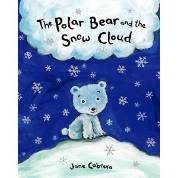 The Polar Bear and the
Snow Cloud
Jane Cabrera